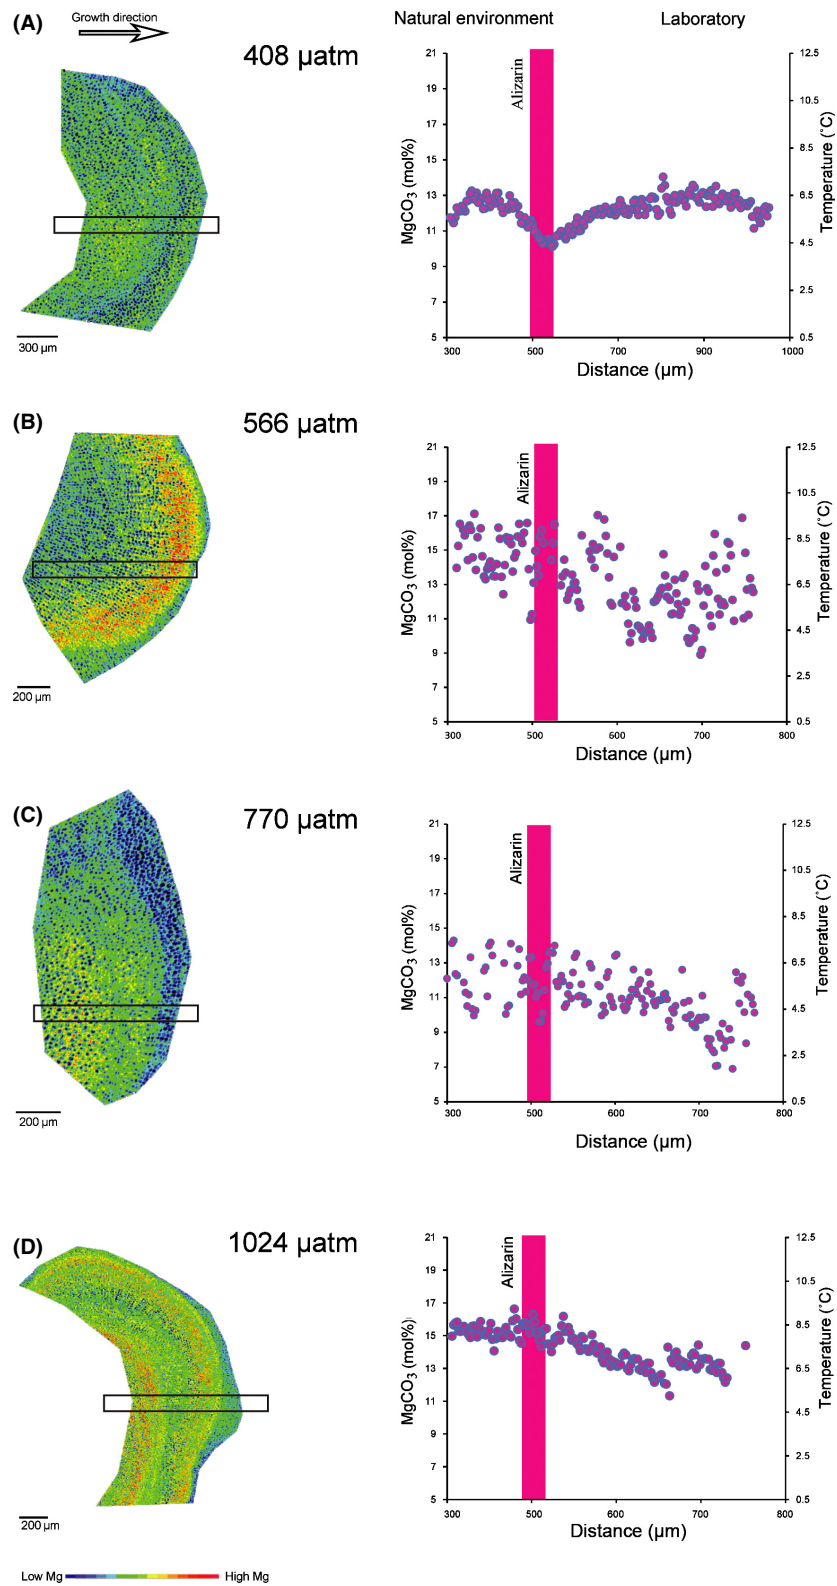 (A)
Growth direction
408 µatm
300 µm
Natural environment
Laboratory
Alizarin
MgCO3 (mol%)
21
19
17
15
13
11
9
7
5
12.5
10.5
8.5
6.5
4.5
2.5
0.5
Temperature (˚C)
300 500 700 900 1000
Distance (µm)
(B)
566 µatm
200 µm
Alizarin
MgCO3 (mol%)
21
19
17
15
13
11
9
7
5
12.5
10.5
8.5
6.5
4.5
2.5
0.5
Temperature (˚C)
300 500 600 700 800
Distance (µm)
(C)
770 µatm
200 µm
Alizarin
MgCO3 (mol%)
21
19
17
15
13
11
9
7
5
12.5
10.5
8.5
6.5
4.5
2.5
0.5
Temperature (˚C)
300 500 600 700 800
Distance (µm)
(D)
1024 µatm
200 µm
Alizarin
MgCO3 (mol%)
21
19
17
15
13
11
9
7
5
12.5
10.5
8.5
6.5
4.5
2.5
0.5
Temperature (˚C)
300 500 600 700 800
Distance (µm)
Low Mg High Mg